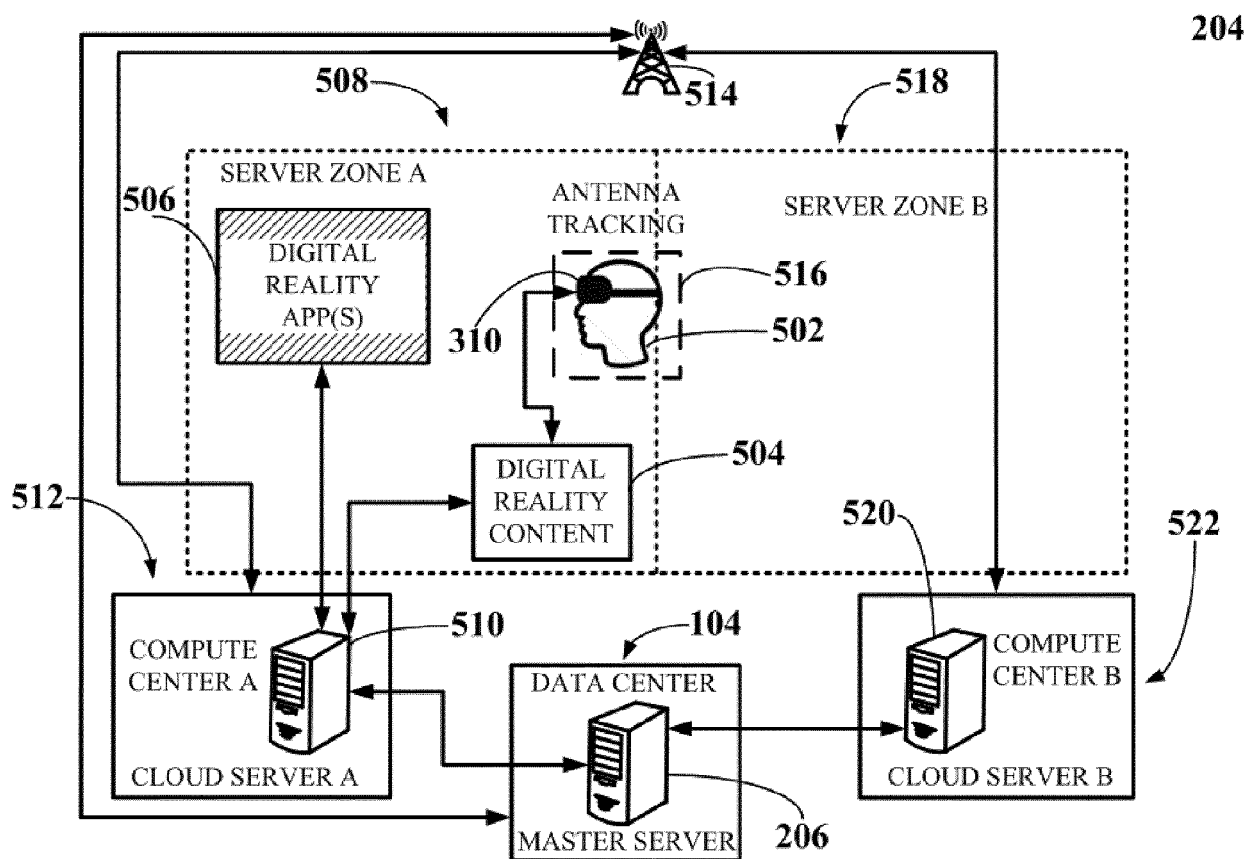 204
514
508
518
SERVER ZONE A
506
DIGITAL
REALITY
APP(S)
ANTENNA
TRACKING
SERVER ZONE B
516
310
502
DIGITAL
REALITY
CONTENT
504
512
520
522
COMPUTE
CENTER A
510
CLOUD SERVER A
104
DATA CENTER
MASTER SERVER
206
COMPUTE
CENTER B
CLOUD SERVER B